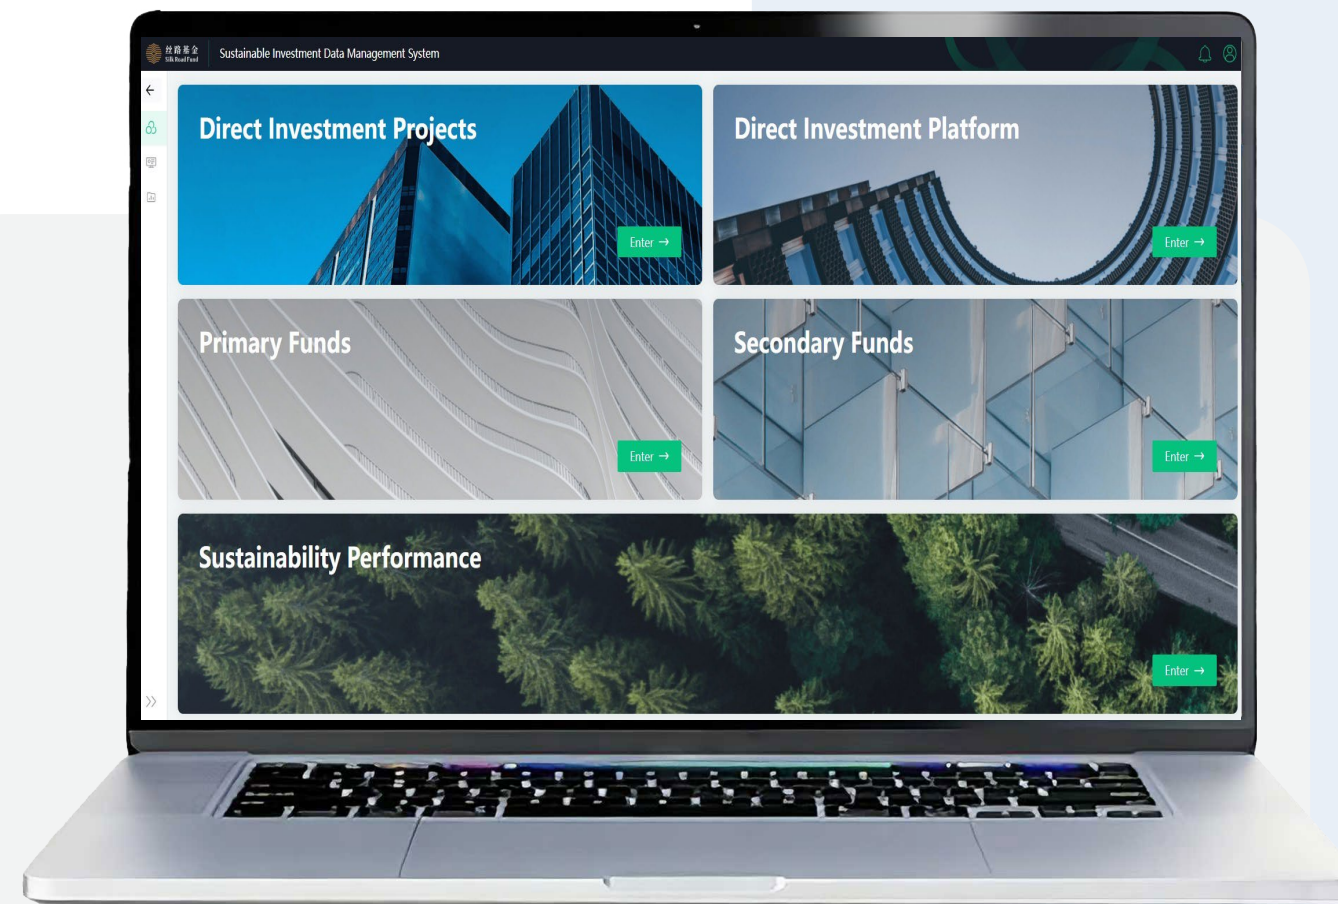 丝路基金
Silk Road Fund
Sustainable Investment Data Management System
Direct Investment Projects
Enter →
Direct Investment Platform
Enter →
Primary Funds
Enter →
Secondary Funds
Enter →
Sustainability Performance
Enter →